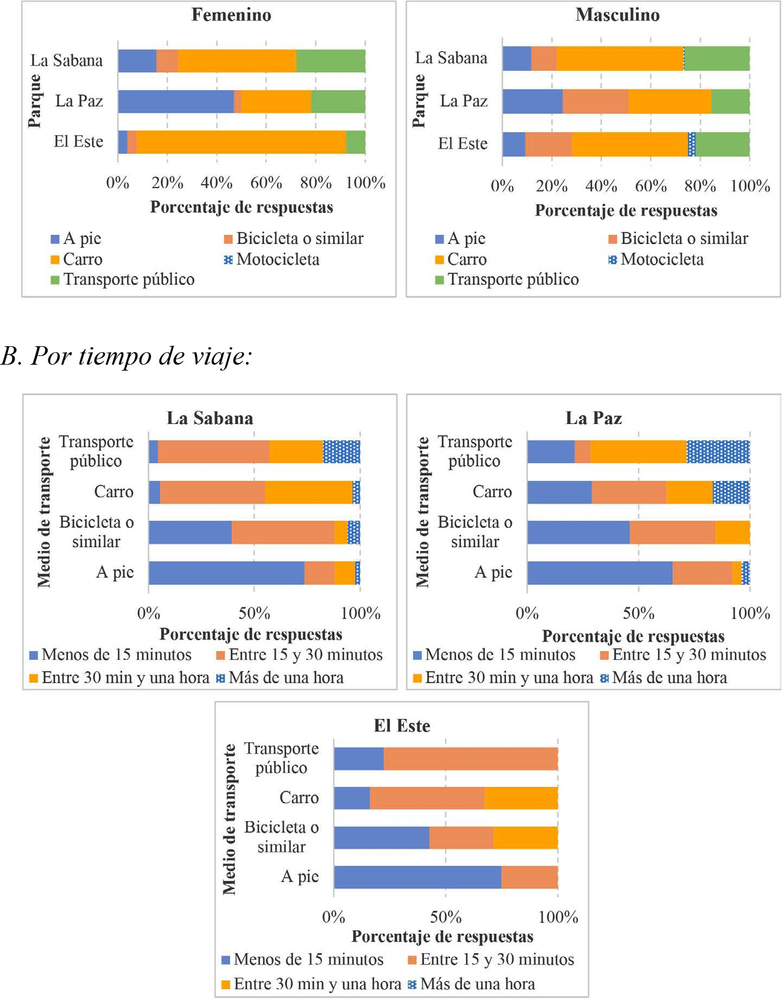 Femenino
Parque
La Sabana
La Paz
El Este
0% 20% 40% 60% 80% 100%
Porcentaje de respuestas
A pie Bicicleta o similar
Carro Motocicleta
Transporte público
Masculino
Parque
La Sabana
La Paz
El Este
0% 20% 40% 60% 80% 100%
Porcentaje de respuestas
A pie Bicicleta o similar
Carro Motocicleta
Transporte público
B. Por tiempo de viaje:
La Sabana
Medio de transporte
Transporte
público
Carro
Bicicleta o
similar
A pie
0% 50% 100%
Porcentaje de respuestas
Menos de 15 minutos Entre 15 y 30 minutos
Entre 30 min y una hora Más de una hora
La Paz
Medio de transporte
Transporte
público
Carro
Bicicleta o
similar
A pie
0% 50% 100%
Porcentaje de respuestas
Menos de 15 minutos Entre 15 y 30 minutos
Entre 30 min y una hora Más de una hora
El Este
Medio de transporte
Transporte
público
Carro
Bicicleta o
similar
A pie
0% 50% 100%
Porcentaje de respuestas
Menos de 15 minutos Entre 15 y 30 minutos
Entre 30 min y una hora Más de una hora